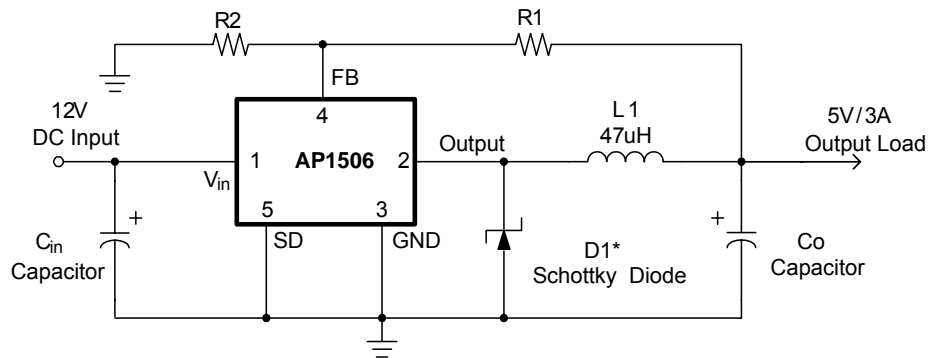 R2
R1
FB
12V
DC Input
4
L1
47uH
5V/3A
Output Load
Output
1
AP1506
2
Vin
5
3
SD
GND
Cin
Capacitor
+
D1*
Schottky Diode
+
Co
Capacitor